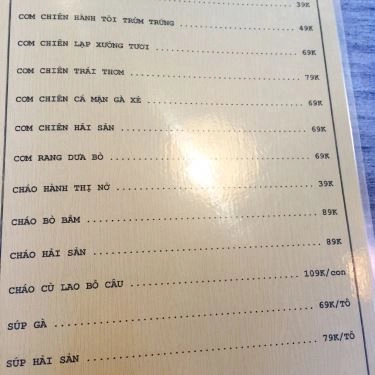 39K
CƠM CHIÊN HÀNH TỎI TRỨM TRỨNG 49K
CƠM CHIÊN LẠP XƯỞNG TƯƠI 69K
CƠM CHIÊN TRÁI THƠM 79K
CƠM CHIÊN CÁ MẶN GÀ XÉ 69K
CƠM CHIÊN HẢI SẢN 69K
CƠM RANG DƯA BÒ 69K
CHÁO HÀNH THỊ NỞ 39K
CHÁO BÒ BẰM 89K
CHÁO HẢI SẢN 89K
CHÁO CÙ LAO BỒ CÂU 109K/con
SÚP GÀ 69K/TÔ
SÚP HẢI SẢN 79K/TÔ